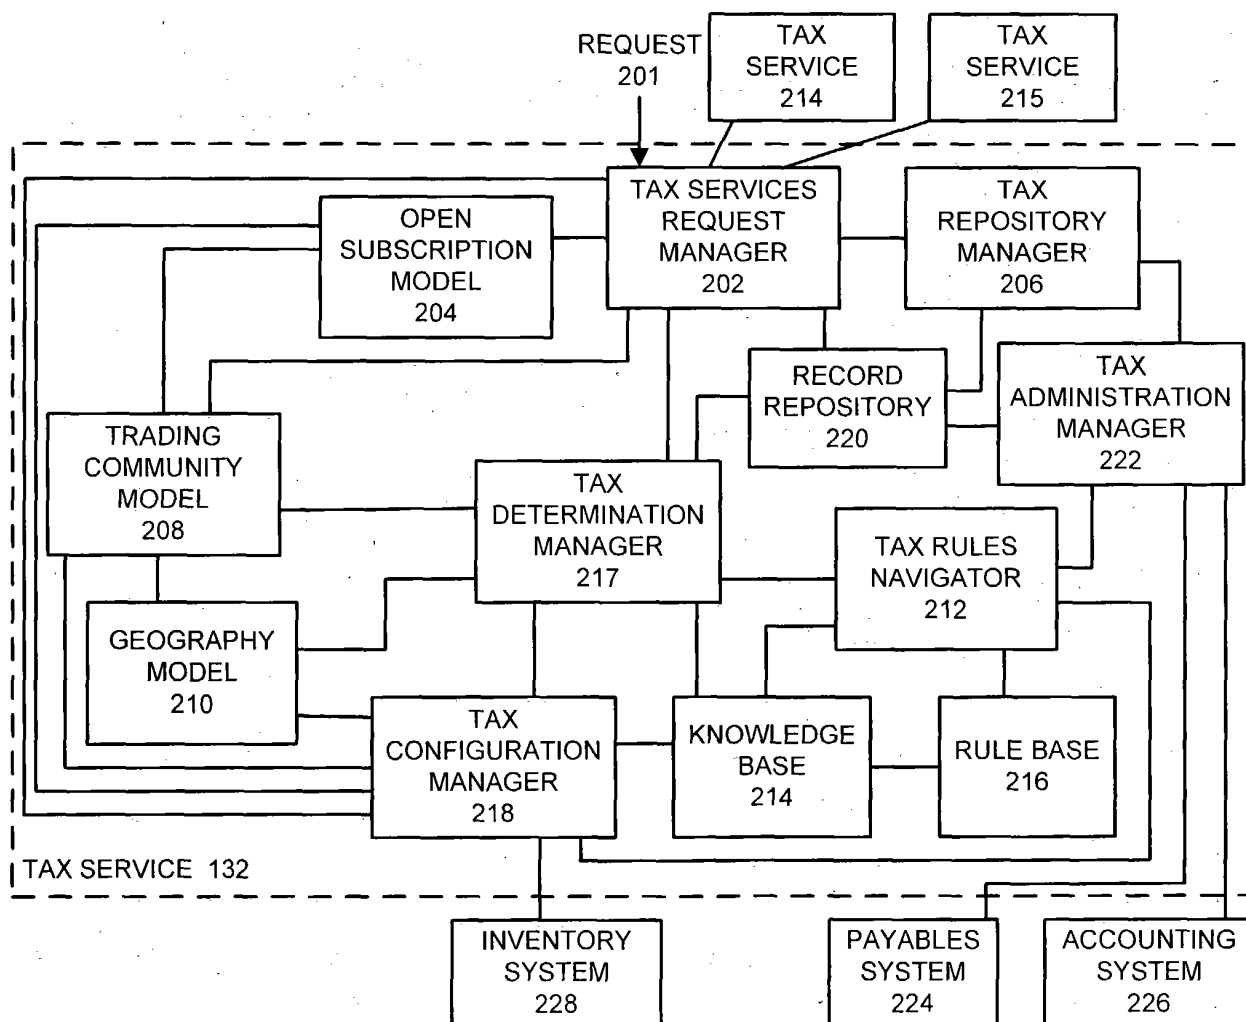 REQUEST
201
TAX
SERVICE
214
TAX
SERVICE
215
TAX SERVICES
REQUEST
MANAGER
202
TAX
REPOSITORY
MANAGER
206
OPEN
SUBSCRIPTION
MODEL
204
RECORD
REPOSITORY
220
TAX
ADMINISTRATION
MANAGER
222
TRADING
COMMUNITY
MODEL
208
TAX
DETERMINATION
MANAGER
217
TAX RULES
NAVIGATOR
212
GEOGRAPHY
MODEL
210
TAX
CONFIGURATION
MANAGER
218
KNOWLEDGE
BASE
214
RULE BASE
216
TAX SERVICE 132
INVENTORY
SYSTEM
228
PAYABLES
SYSTEM
224
ACCOUNTING
SYSTEM
226